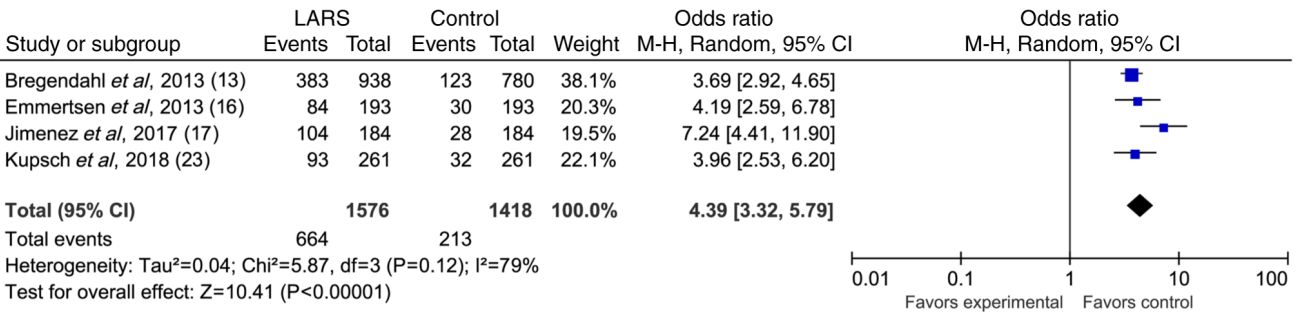 LARS Control Odds ratio Odds ratio
Study or subgroup Events Total Events Total Weight M-H, Random, 95% CI M-H, Random, 95% CI
Bregendahl et al, 2013 (13) 383 938 123 780 38.1% 3.69 [2.92, 4.65]
Emmertsen et al, 2013 (16) 84 193 30 193 20.3% 4.19 [2.59, 6.78]
Jimenez et al, 2017 (17) 104 184 28 184 19.5% 7.24 [4.41, 11.90]
Kupsch et al, 2018 (23) 93 261 32 261 22.1% 3.96 [2.53, 6.20]
Total (95% CI) 1576 1418 100.0% 4.39 [3.32, 5.79]
Total events 664 213
Heterogeneity: Tau²=0.04; Chi²=5.87, df=3 (P=0.12); I²=79%
Test for overall effect: Z=10.41 (P<0.00001)
0.01 0.1 1 10 100
Favors experimental Favors control